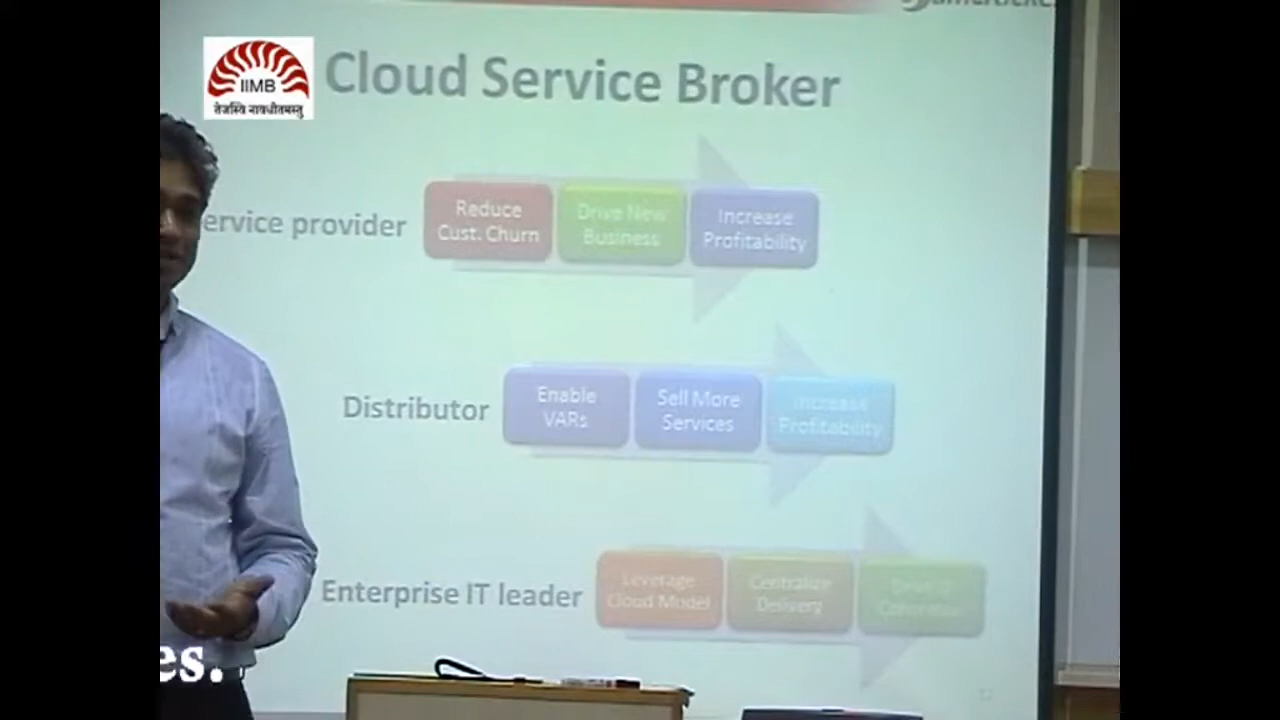 IIMB
तेजस्वि नावधीतमस्तु
Cloud Service Broker
ervice provider
Reduce
Cust. Churn
Drive New
Business
Increase
Profitability
Distributor
Enable
VARs
Sell More
Services
Increase
Profitability
Enterprise IT leader
Leverage
Cloud Model
Centralize
Delivery
es.